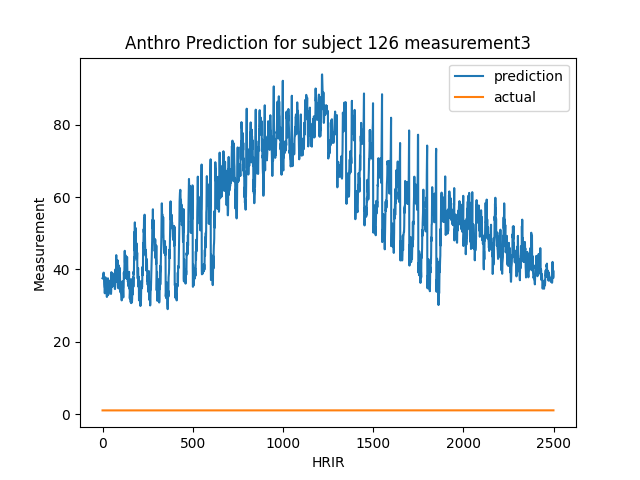 Anthro Prediction for subject 126 measurement3
prediction
actual
Measurement
80
60
40
20
0
0
500
1000
1500
2000
2500
HRIR